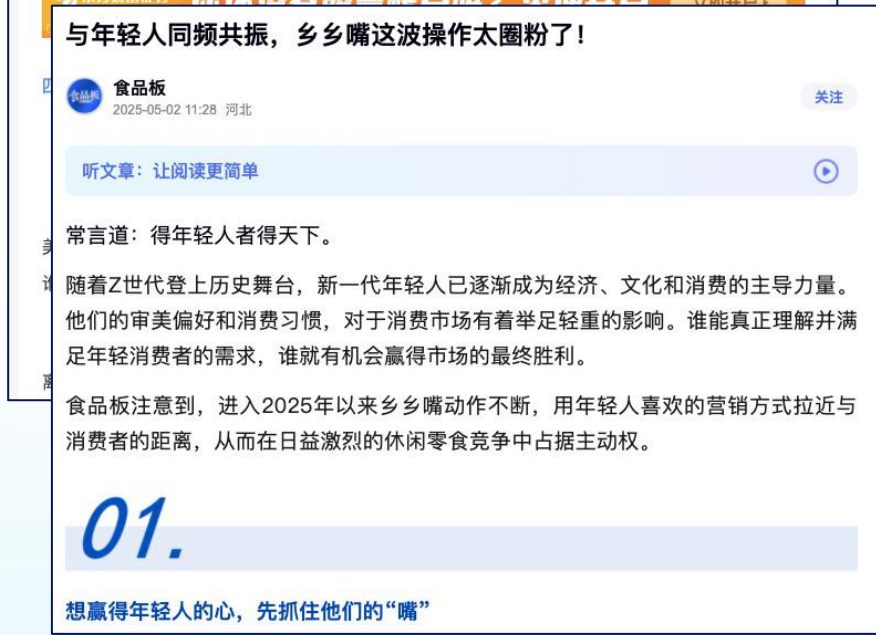 与年轻人同频共振，乡乡嘴这波操作太圈粉了！
食品板
食品板
2025-05-02 11:28 河北
关注
听文章：让阅读更简单
常言道：得年轻人者得天下。
随着Z世代登上历史舞台，新一代年轻人已逐渐成为经济、文化和消费的主导力量。
他们的审美偏好和消费习惯，对于消费市场有着举足轻重的影响。谁能真正理解并满
足年轻消费者的需求，谁就有机会赢得市场的最终胜利。
食品板注意到，进入2025年以来乡乡嘴动作不断，用年轻人喜欢的营销方式拉近与
消费者的距离，从而在日益激烈的休闲零食竞争中占据主动权。
01.
想赢得年轻人的心，先抓住他们的“嘴”